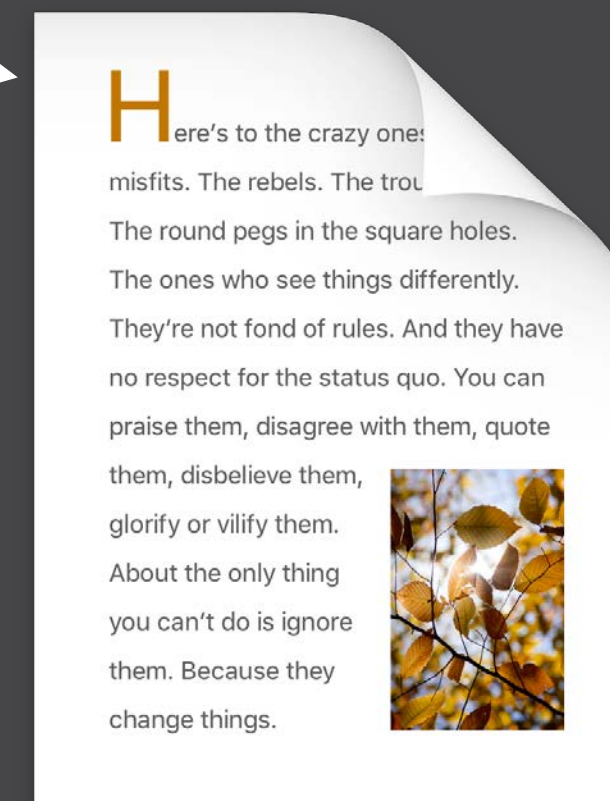 Here’s to the crazy ones
misfits. The rebels. The
The round pegs in the square holes.
The ones who see things differently.
They’re not fond of rules. And they have
no respect for the status quo. You can
praise them, disagree with them, quote
them, disbelieve them,
glorify or vilify them.
About the only thing
you can’t do is ignore
them. Because they
change things.